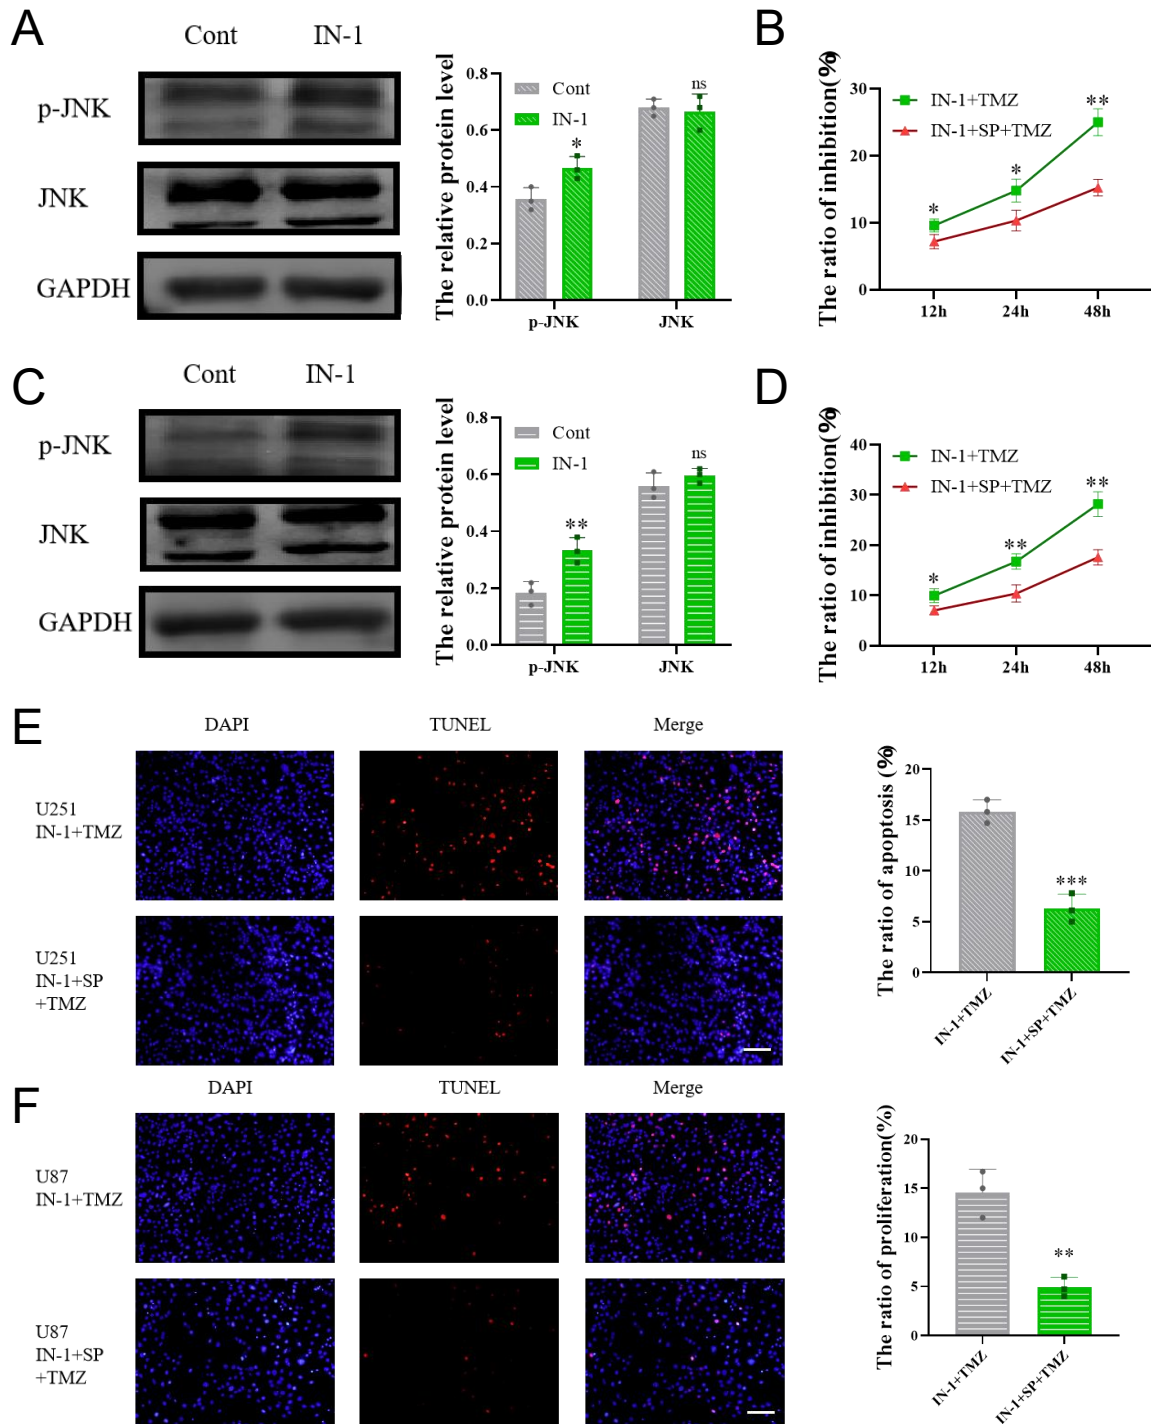 A
Cont IN-1
p-JNK
JNK
GAPDH
The relative protein level
0.8
0.6
0.4
0.2
0.0
Cont
IN-1
*
ns
p-JNK JNK
B
The ratio of inhibition(%)
30
20
10
0
IN-1+TMZ
IN-1+SP+TMZ
*
*
**
12h 24h 48h
C
Cont IN-1
p-JNK
JNK
GAPDH
The relative protein level
0.8
0.6
0.4
0.2
0.0
Cont
IN-1
**
ns
p-JNK JNK
D
The ratio of inhibition(%)
40
30
20
10
0
IN-1+TMZ
IN-1+SP+TMZ
*
**
**
12h 24h 48h
E
DAPI TUNEL Merge
U251
IN-1+TMZ
U251
IN-1+SP
+TMZ
The ratio of apoptosis (%)
20
15
10
5
0
***
IN-1+TMZ
IN-1+SP+TMZ
F
DAPI TUNEL Merge
U87
IN-1+TMZ
U87
IN-1+SP
+TMZ
The ratio of proliferation(%)
20
15
10
5
0
**
IN-1+TMZ
IN-1+SP+TMZ